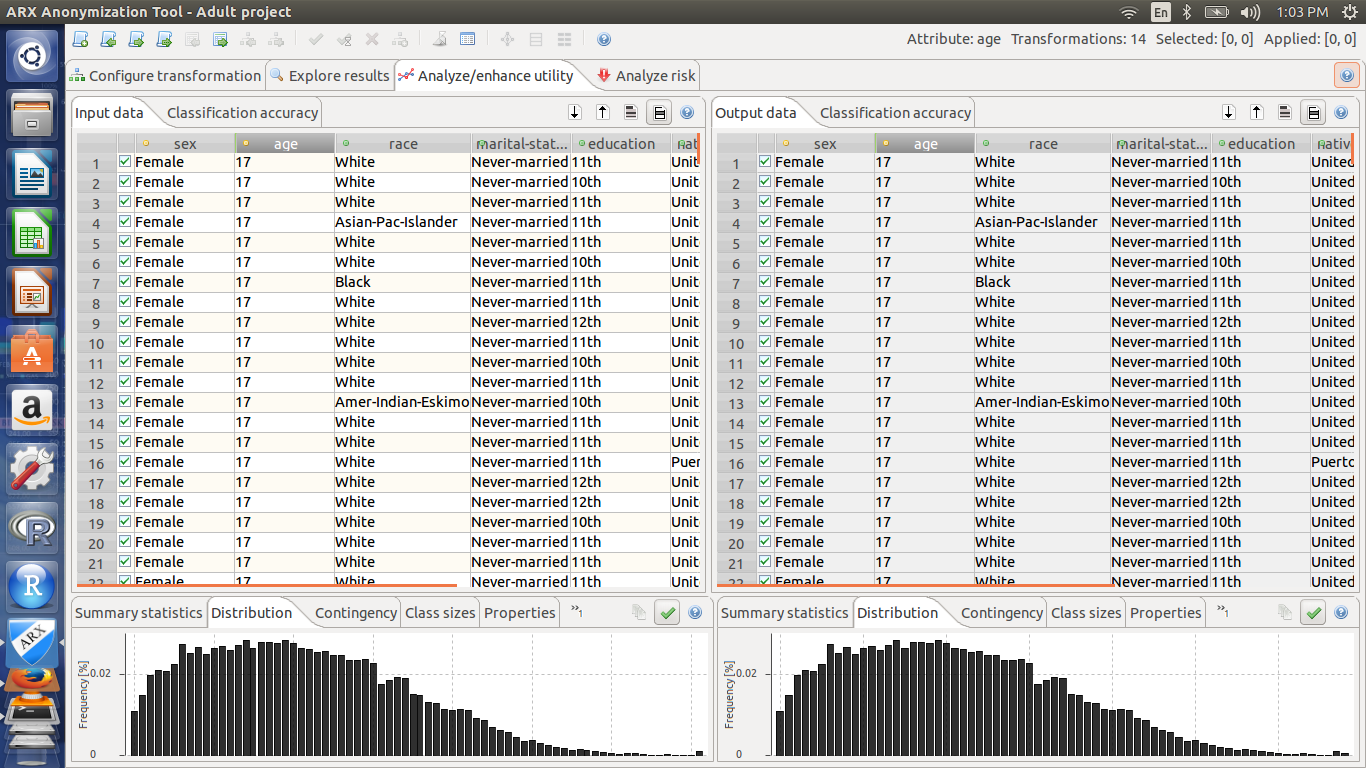 ARX Anonymization Tool - Adult project En 1:03 PM
Attribute: age Transformations: 14 Selected: [0, 0] Applied: [0, 0]
Configure transformation Explore results Analyze/enhance utility Analyze risk
Input data Classification accuracy Output data Classification accuracy
sex age race marital-stat... education nat sex age race marital-stat... education nativ
1 Female 17 White Never-married 11th Unit 1 Female 17 White Never-married 11th United
2 Female 17 White Never-married 10th Unit 2 Female 17 White Never-married 10th United
3 Female 17 White Never-married 11th Unit 3 Female 17 White Never-married 11th United
4 Female 17 Asian-Pac-Islander Never-married 11th Unit 4 Female 17 Asian-Pac-Islander Never-married 11th United
5 Female 17 White Never-married 11th Unit 5 Female 17 White Never-married 11th United
6 Female 17 White Never-married 10th Unit 6 Female 17 White Never-married 10th United
7 Female 17 Black Never-married 11th Unit 7 Female 17 Black Never-married 11th United
8 Female 17 White Never-married 11th Unit 8 Female 17 White Never-married 11th United
9 Female 17 White Never-married 12th Unit 9 Female 17 White Never-married 12th United
10 Female 17 White Never-married 11th Unit 10 Female 17 White Never-married 11th United
11 Female 17 White Never-married 10th Unit 11 Female 17 White Never-married 10th United
12 Female 17 White Never-married 11th Unit 12 Female 17 White Never-married 11th United
13 Female 17 Amer-Indian-Eskimo Never-married 10th Unit 13 Female 17 Amer-Indian-Eskimo Never-married 10th United
14 Female 17 White Never-married 11th Unit 14 Female 17 White Never-married 11th United
15 Female 17 White Never-married 11th Unit 15 Female 17 White Never-married 11th United
16 Female 17 White Never-married 11th Puer 16 Female 17 White Never-married 11th Puerto
17 Female 17 White Never-married 12th Unit 17 Female 17 White Never-married 12th United
18 Female 17 White Never-married 12th Unit 18 Female 17 White Never-married 12th United
19 Female 17 White Never-married 10th Unit 19 Female 17 White Never-married 10th United
20 Female 17 White Never-married 11th Unit 20 Female 17 White Never-married 11th United
21 Female 17 White Never-married 11th Unit 21 Female 17 White Never-married 11th United
22 Female 17 White Never-married 11th Unit 22 Female 17 White Never-married 11th United
Summary statistics Distribution Contingency Class sizes Properties »1 Summary statistics Distribution Contingency Class sizes Properties »1
Frequency [%] 0.02 0 Frequency [%] 0.02 0
A
a
R
R
ARX